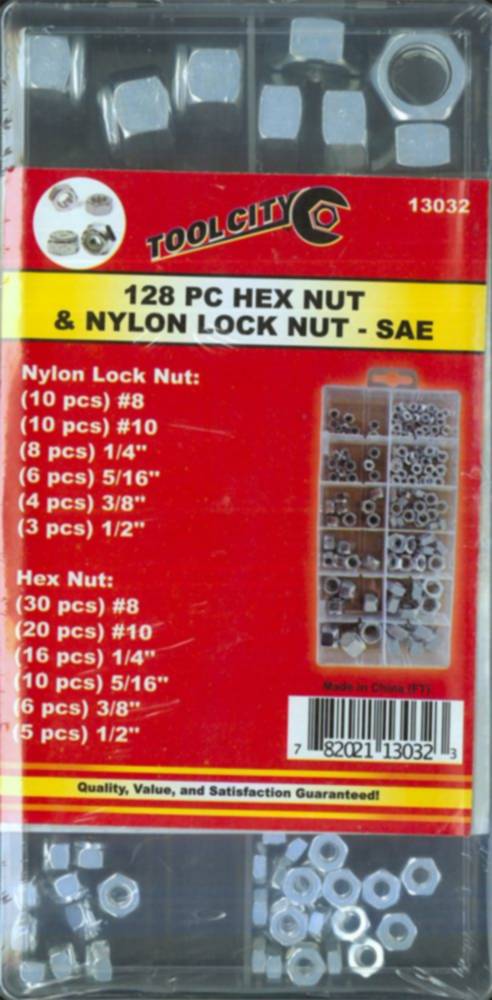 TOOL CITY
13032
128 PC HEX NUT
& NYLON LOCK NUT - SAE
Nylon Lock Nut:
(10 pcs) #8
(10 pcs) #10
(8 pcs) 1/4"
(6 pcs) 5/16"
(4 pcs) 3/8"
(3 pcs) 1/2"
Hex Nut:
(30 pcs) #8
(20 pcs) #10
(16 pcs) 1/4"
(10 pcs) 5/16"
(6 pcs) 3/8"
(5 pcs) 1/2"
Made in China (FT)
7 82021 13032 3
Quality, Value, and Satisfaction Guaranteed!